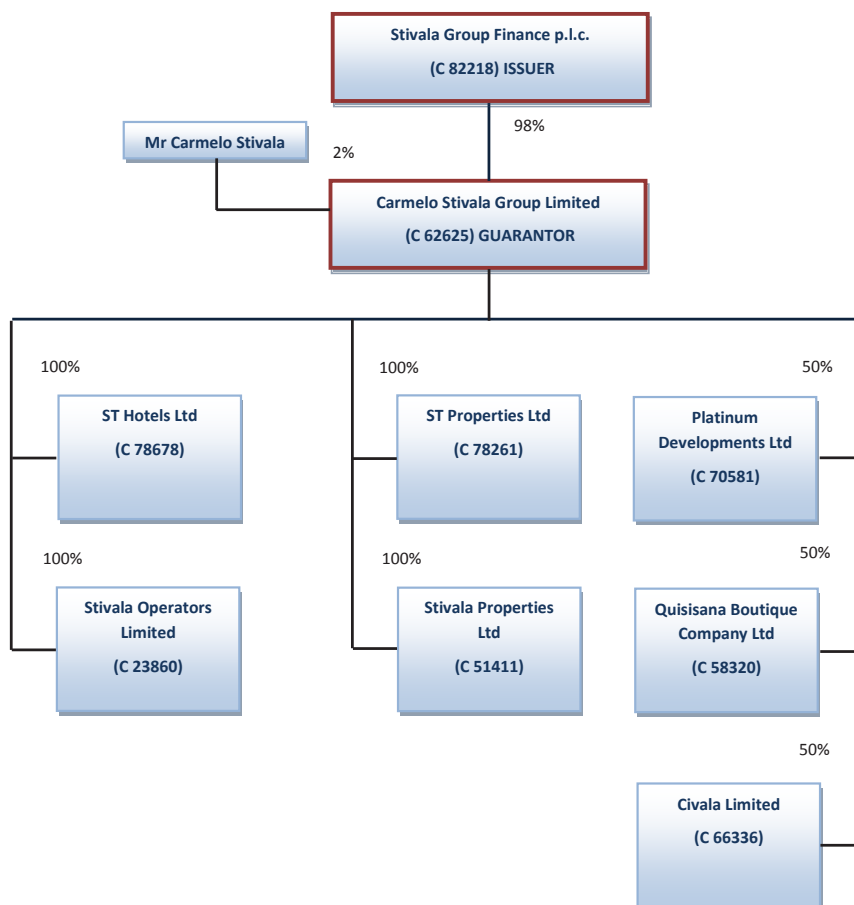 Stivala Group Finance p.l.c.
(C 82218) ISSUER
98%
Mr Carmelo Stivala
2%
Carmelo Stivala Group Limited
(C 62625) GUARANTOR
100%
100%
50%
ST Hotels Ltd
(C 78678)
ST Properties Ltd
(C 78261)
Platinum
Developments Ltd
(C 70581)
100%
100%
50%
Stivala Operators
Limited
(C 23860)
Stivala Properties
Ltd
(C 51411)
Quisisana Boutique
Company Ltd
(C 58320)
50%
Civala Limited
(C 66336)